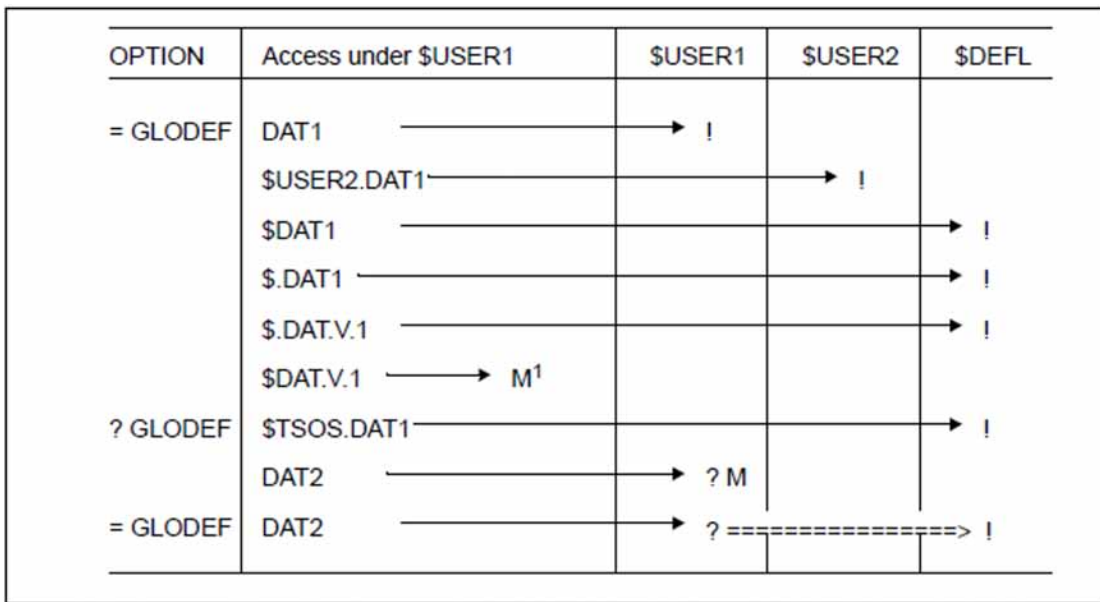 OPTION Access under $USER1 $USER1 $USER2 $DEFL
= GLODEF DAT1 !
$USER2.DAT1 !
$DAT1 !
$.DAT1 !
$.DAT.V.1 !
$DAT.V.1 M¹
? GLODEF $TSOS.DAT1 !
DAT2 ? M
= GLODEF DAT2 ? ================> !